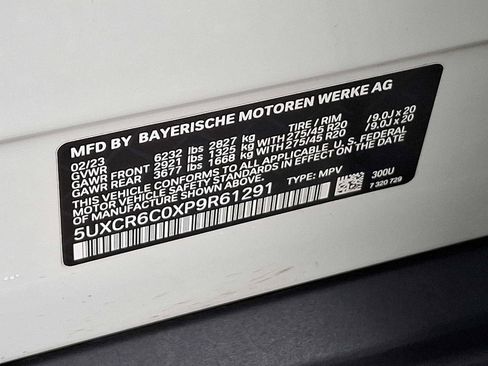 MFD BY BAYERISCHE MOTOREN WERKE AG
02/23 TIRE / RIM
GVWR 6232 lbs 2827 kg
GAWR FRONT 2921 lbs 1325 kg 275/45 R20 / 9.0J x 20
GAWR REAR 3677 lbs 1668 kg 275/45 R20 / 9.0J x 20
THIS VEHICLE CONFORMS TO ALL APPLICABLE U.S. FEDERAL
MOTOR VEHICLE SAFETY STANDARDS IN EFFECT ON THE DATE
OF MANUFACTURE SHOWN ABOVE.
5UXCR6C0XP9R61291 TYPE: MPV 300U
7 320 729